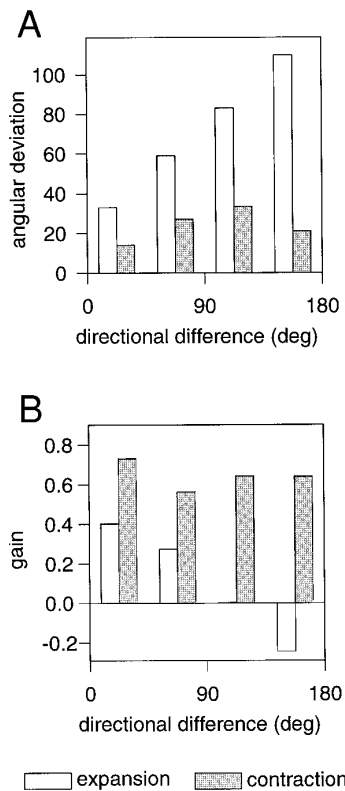 A
angular deviation
100
80
60
40
20
0
0 90 180
directional difference (deg)
B
gain
0.8
0.6
0.4
0.2
0.0
-0.2
0 90 180
directional difference (deg)
expansion contraction